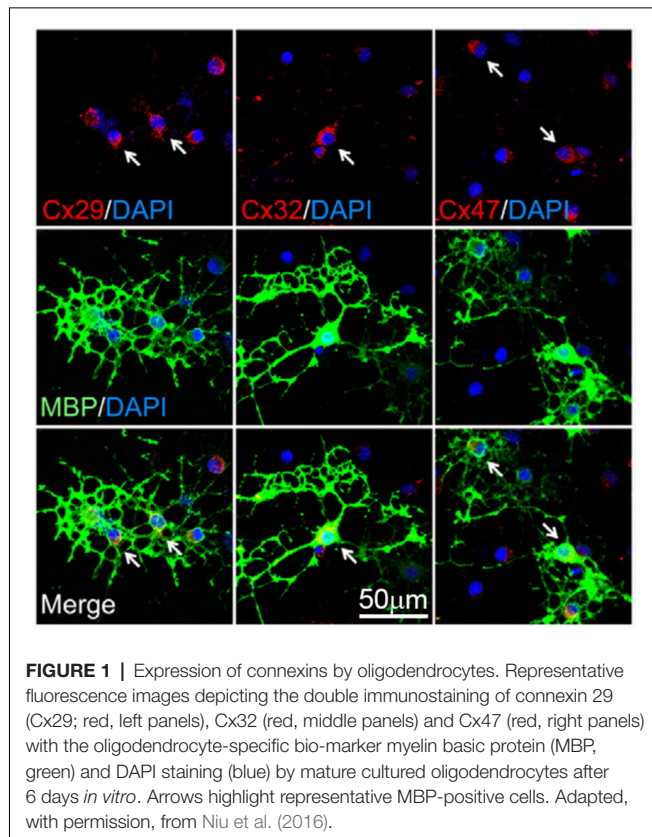 Cx29/DAPI
Cx32/DAPI
Cx47/DAPI
MBP/DAPI
Merge
50μm
FIGURE 1 | Expression of connexins by oligodendrocytes. Representative
fluorescence images depicting the double immunostaining of connexin 29
(Cx29; red, left panels), Cx32 (red, middle panels) and Cx47 (red, right panels)
with the oligodendrocyte-specific bio-marker myelin basic protein (MBP,
green) and DAPI staining (blue) by mature cultured oligodendrocytes after
6 days in vitro. Arrows highlight representative MBP-positive cells. Adapted,
with permission, from Niu et al. (2016).